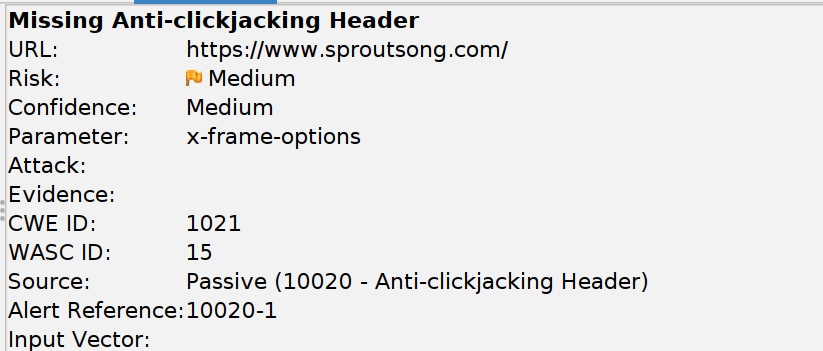 Missing Anti-clickjacking Header
URL: https://www.sproutsong.com/
Risk: Medium
Confidence: Medium
Parameter: x-frame-options
Attack:
Evidence:
CWE ID: 1021
WASC ID: 15
Source: Passive (10020 - Anti-clickjacking Header)
Alert Reference: 10020-1
Input Vector: